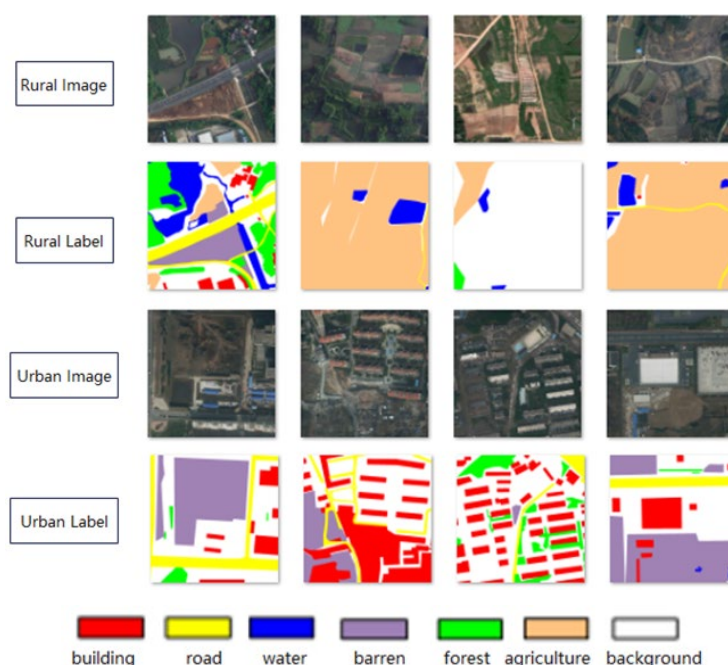 Rural Image
Rural Label
Urban Image
Urban Label
building road water barren forest agriculture background